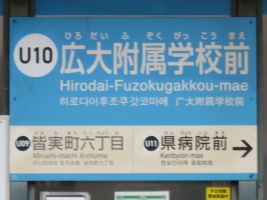 ひろだいふぞくがっこうまえ
U10 広大附属学校前
Hirodai-Fuzokugakkou-mae
히로다이후조쿠갓코마에 广大附属学校前
U09 皆実町六丁目
Minami-machi 6-chome
U11 県病院前
Kenbyoin-mae